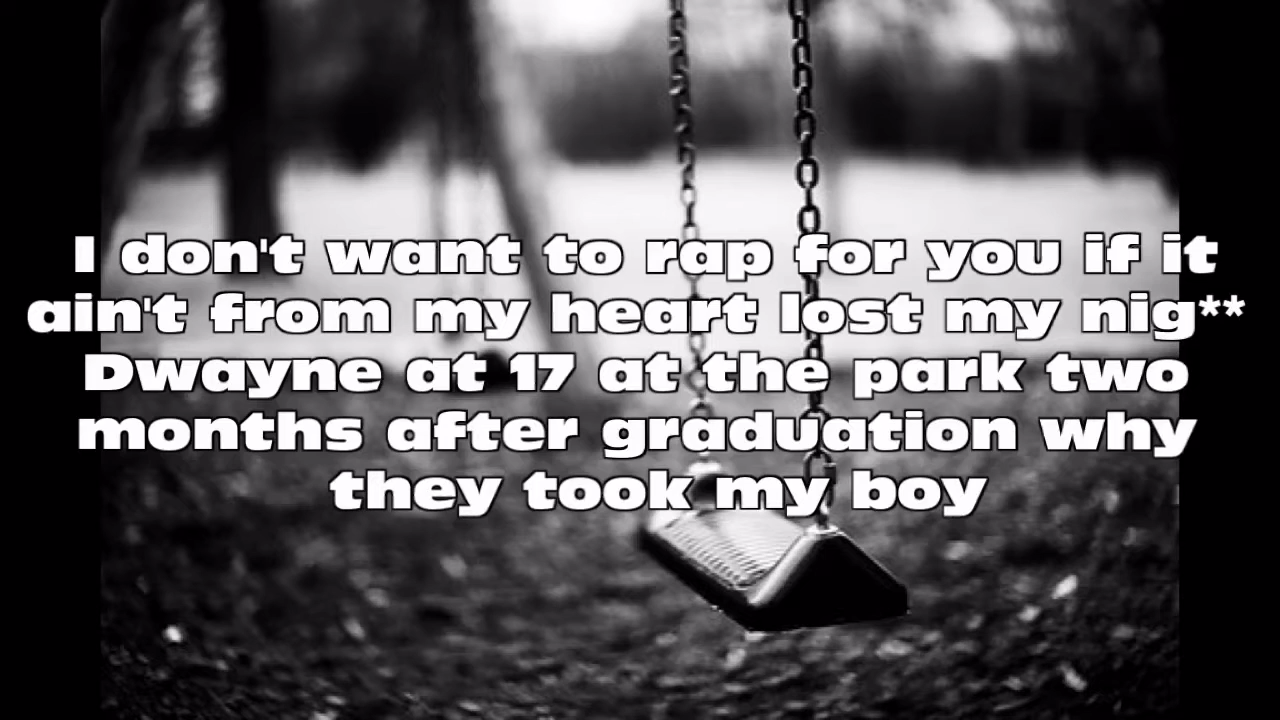 I don't want to rap for you if it
ain't from my heart lost my nig**
Dwayne at 17 at the park two
months after graduation why
they took my boy